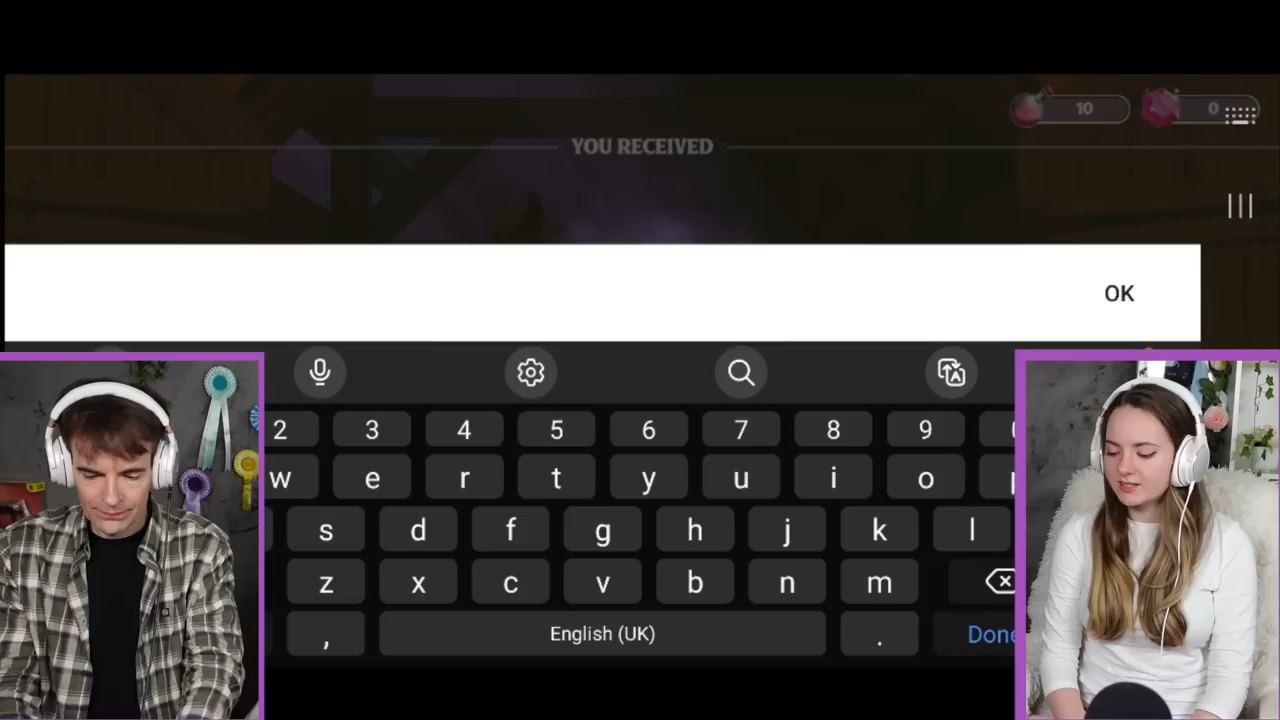 10
0
YOU RECEIVED
OK
2 3 4 5 6 7 8 9
w e r t y u i o
s d f g h j k l
z x c v b n m
, English (UK) .
Done